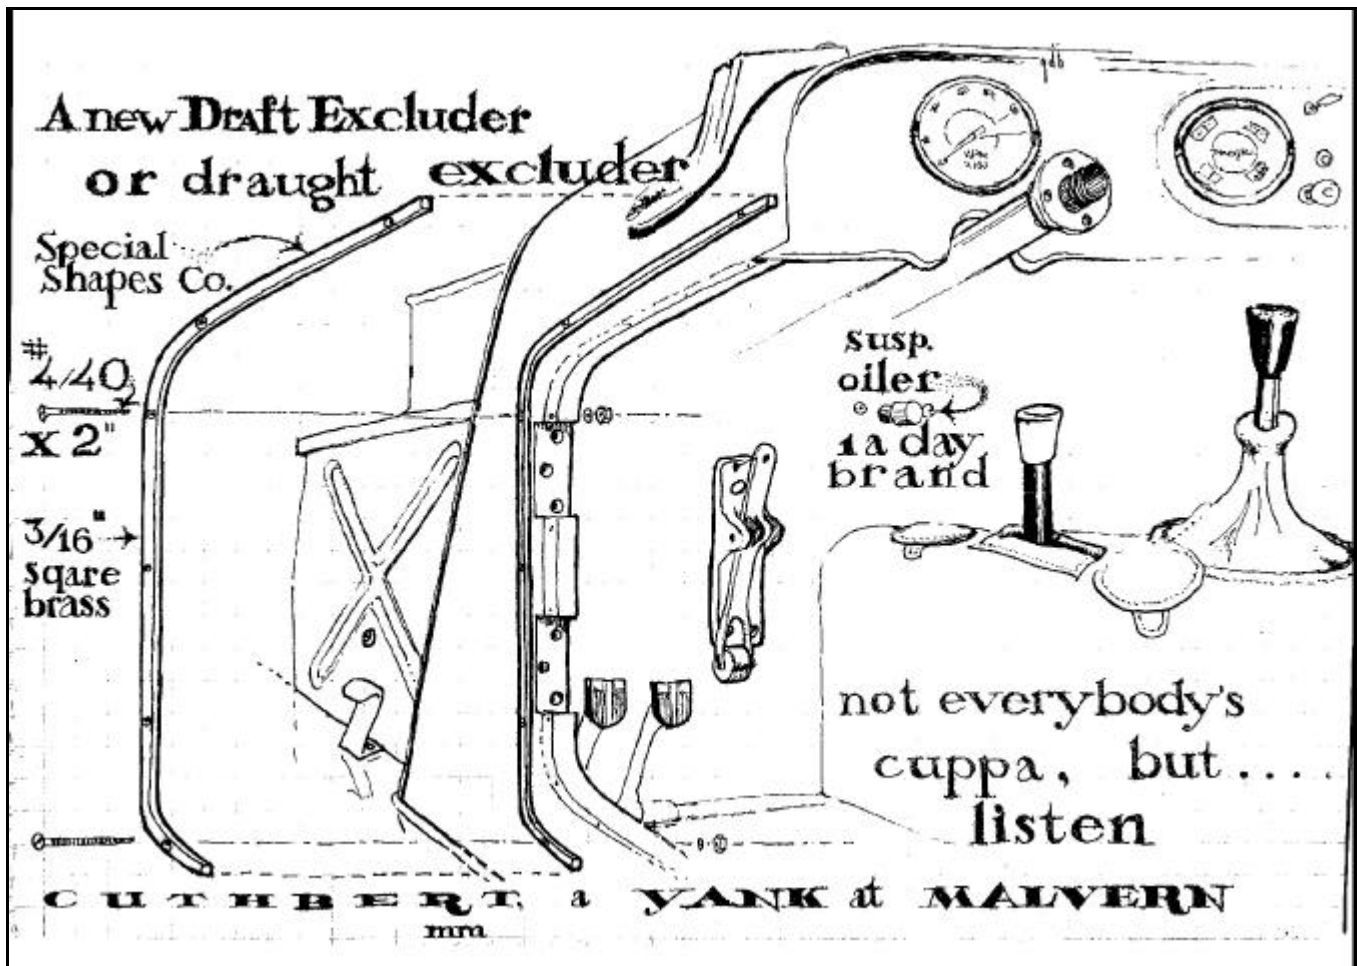 A new Draft Excluder
or draught excluder
Special
Shapes Co.
#4/40
x 2"
3/16"
sqare
brass
susp.
oiler
1 a day
brand
not everybody's
cuppa, but....
listen
CUTHBERT, a YANK at MALVERN
mm